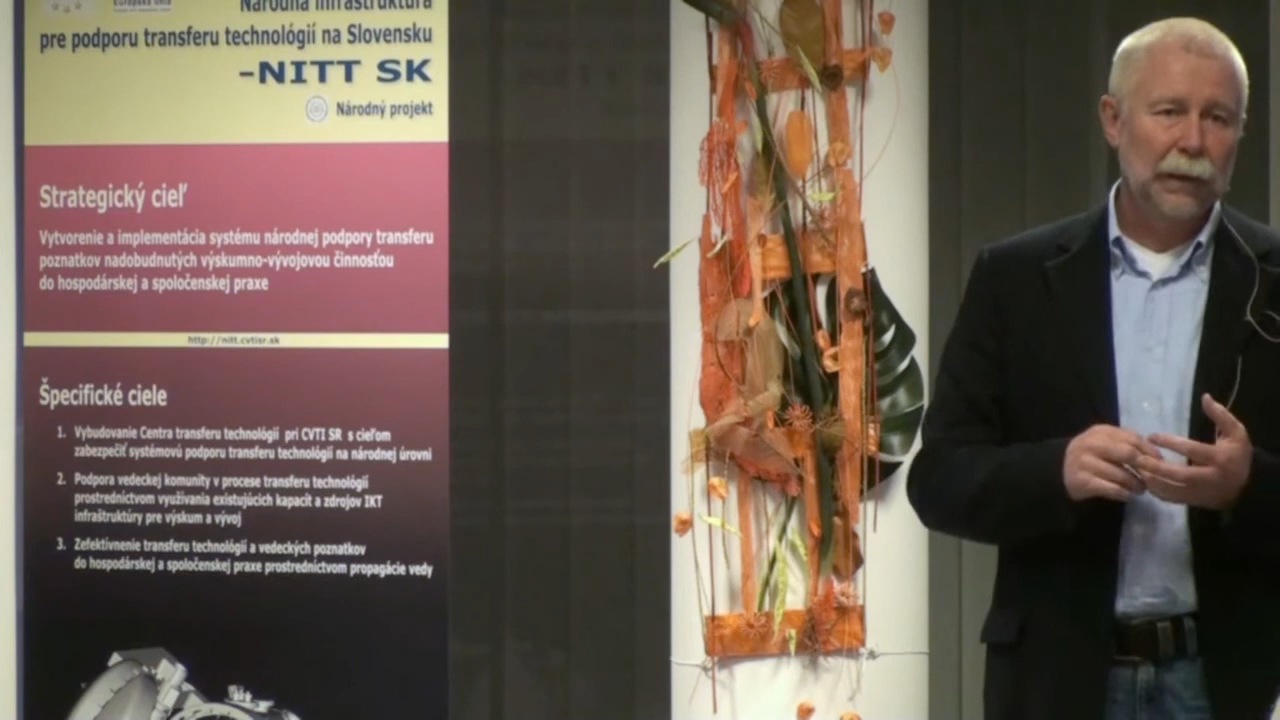 Európska únia
Národná infraštruktúra
pre podporu transferu technológií na Slovensku
–NITT SK
Národný projekt
Strategický cieľ
Vytvorenie a implementácia systému národnej podpory transferu
poznatkov nadobudnutých výskumno-vývojovou činnosťou
do hospodárskej a spoločenskej praxe
http://nitt.cvtisr.sk
Špecifické ciele
1. Vybudovanie Centra transferu technológií pri CVTI SR s cieľom
zabezpečiť systémovú podporu transferu technológií na národnej úrovni
2. Podpora vedeckej komunity v procese transferu technológií
prostredníctvom využívania existujúcich kapacít a zdrojov IKT
infraštruktúry pre výskum a vývoj
3. Zefektívnenie transferu technológií a vedeckých poznatkov
do hospodárskej a spoločenskej praxe prostredníctvom propagácie vedy